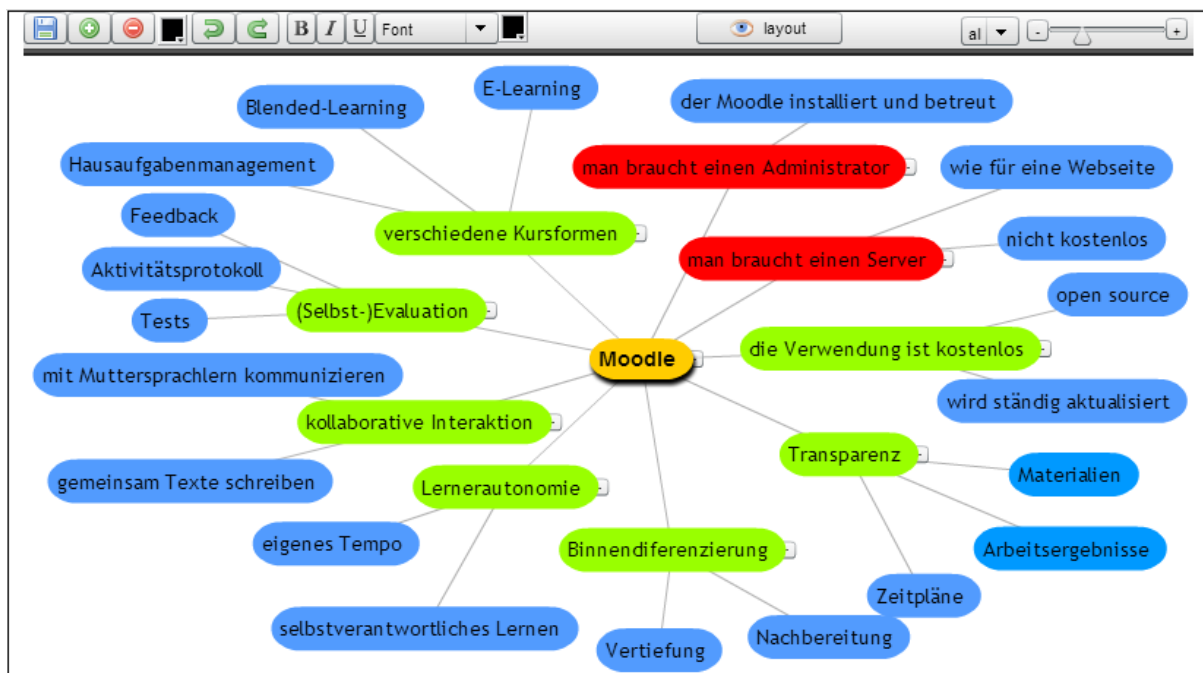 B I U Font
layout
al
E-Learning
Blended-Learning
Hausaufgabenmanagement
verschiedene Kursformen
Feedback
Aktivitätsprotokoll
Tests
(Selbst-)Evaluation
mit Muttersprachlern kommunizieren
kollaborative Interaktion
gemeinsam Texte schreiben
Lernerautonomie
eigenes Tempo
selbstverantwortliches Lernen
Moodle
der Moodle installiert und betreut
man braucht einen Administrator
wie für eine Webseite
nicht kostenlos
man braucht einen Server
open source
die Verwendung ist kostenlos
wird ständig aktualisiert
Transparenz
Materialien
Arbeitsergebnisse
Zeitpläne
Binnendiferenzierung
Nachbereitung
Vertiefung